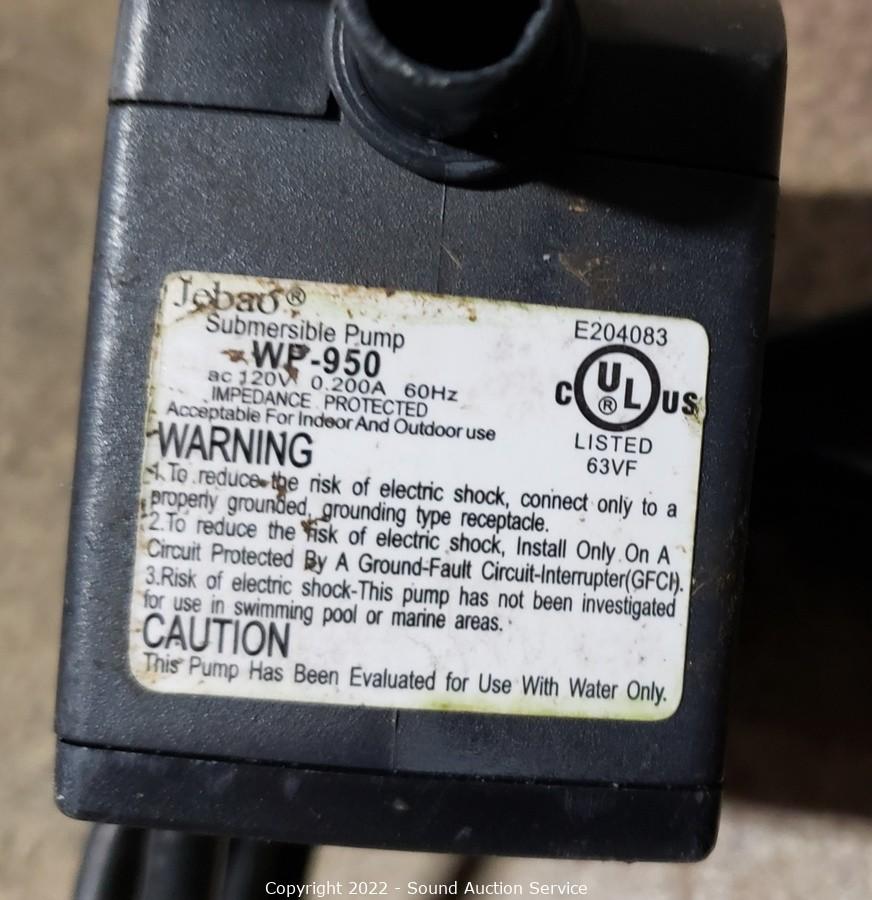 Jebao®
Submersible Pump
WP-950
ac 120V 0.200A 60Hz
IMPEDANCE PROTECTED
Acceptable For Indoor And Outdoor use
E204083
C UL® US
LISTED
63VF
WARNING
1.To reduce the risk of electric shock, connect only to a
properly grounded, grounding type receptacle.
2.To reduce the risk of electric shock, Install Only On A
Circuit Protected By A Ground-Fault Circuit-Interrupter(GFCI).
3.Risk of electric shock-This pump has not been investigated
for use in swimming pool or marine areas.
CAUTION
This Pump Has Been Evaluated for Use With Water Only.
Copyright 2022 - Sound Auction Service